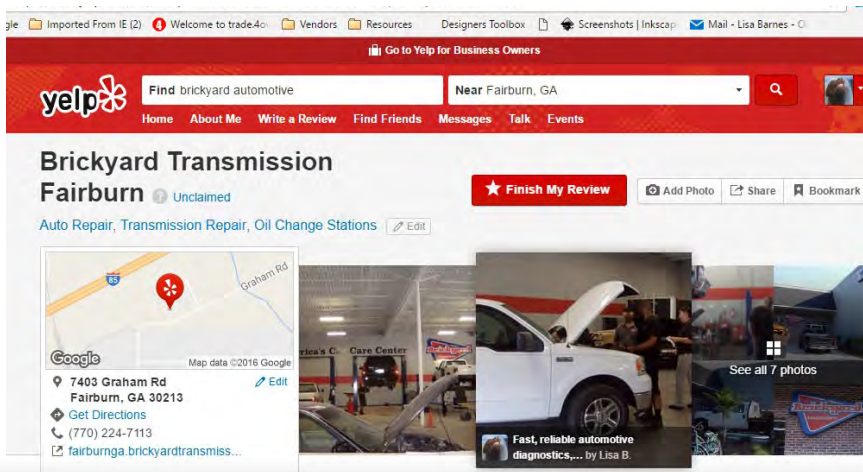 gle Imported From IE (2) Welcome to trade.4o Vendors Resources Designers Toolbox Screenshots | Inkscap Mail - Lisa Barnes - O
Go to Yelp for Business Owners
yelp
Find brickyard automotive Near Fairburn, GA
Home About Me Write a Review Find Friends Messages Talk Events
Brickyard Transmission
Fairburn Unclaimed
Finish My Review Add Photo Share Bookmark
Auto Repair, Transmission Repair, Oil Change Stations Edit
85
Graham Rd
Google
Map data ©2016 Google
7403 Graham Rd Edit
Fairburn, GA 30213
Get Directions
(770) 224-7113
fairburnga.brickyardtransmiss...
rica's C Care Center
Fast, reliable automotive
diagnostics,... by Lisa B.
See all 7 photos